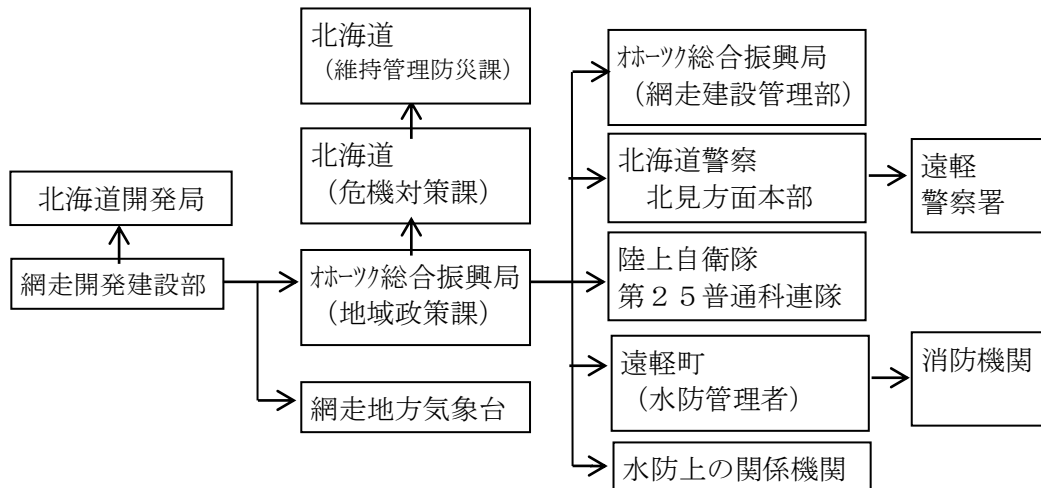 北海道
（維持管理防災課）
北海道
（危機対策課）
北海道開発局
網走開発建設部
ｵﾎｰﾂｸ総合振興局
（地域政策課）
網走地方気象台
ｵﾎｰﾂｸ総合振興局
（網走建設管理部）
北海道警察
北見方面本部
遠軽
警察署
陸上自衛隊
第２５普通科連隊
遠軽町
（水防管理者）
消防機関
水防上の関係機関